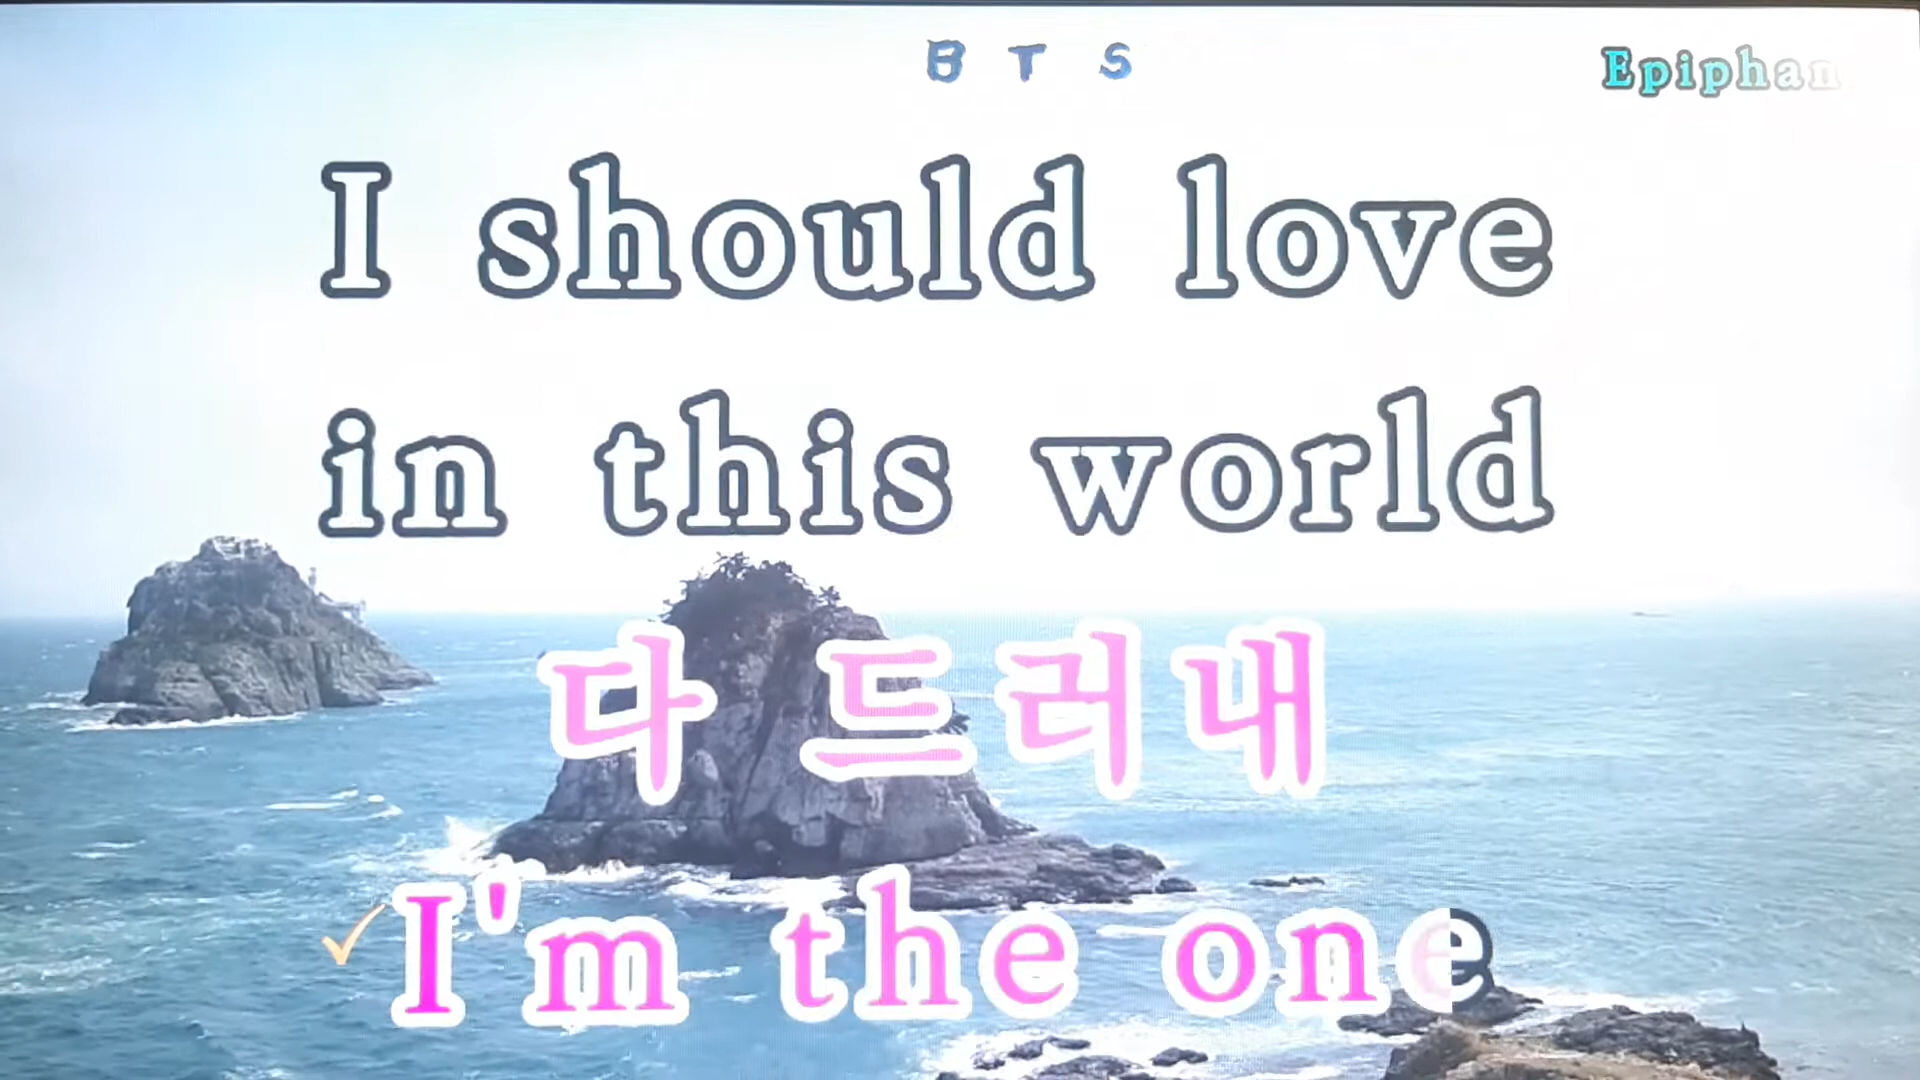 BTS
Epiphan
I should love
in this world
다 드러내
I'm the one